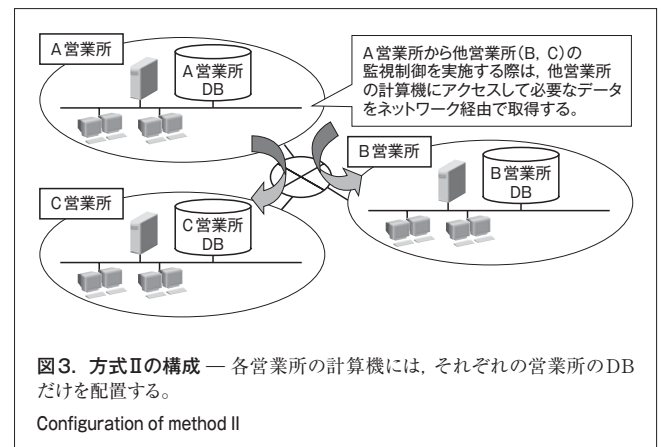 A営業所
A営業所
DB
A営業所から他営業所(B, C)の
監視制御を実施する際は, 他営業所
の計算機にアクセスして必要なデータ
をネットワーク経由で取得する。
B営業所
B営業所
DB
C営業所
C営業所
DB
図3. 方式Ⅱの構成 — 各営業所の計算機には, それぞれの営業所のDB
だけを配置する。
Configuration of method II